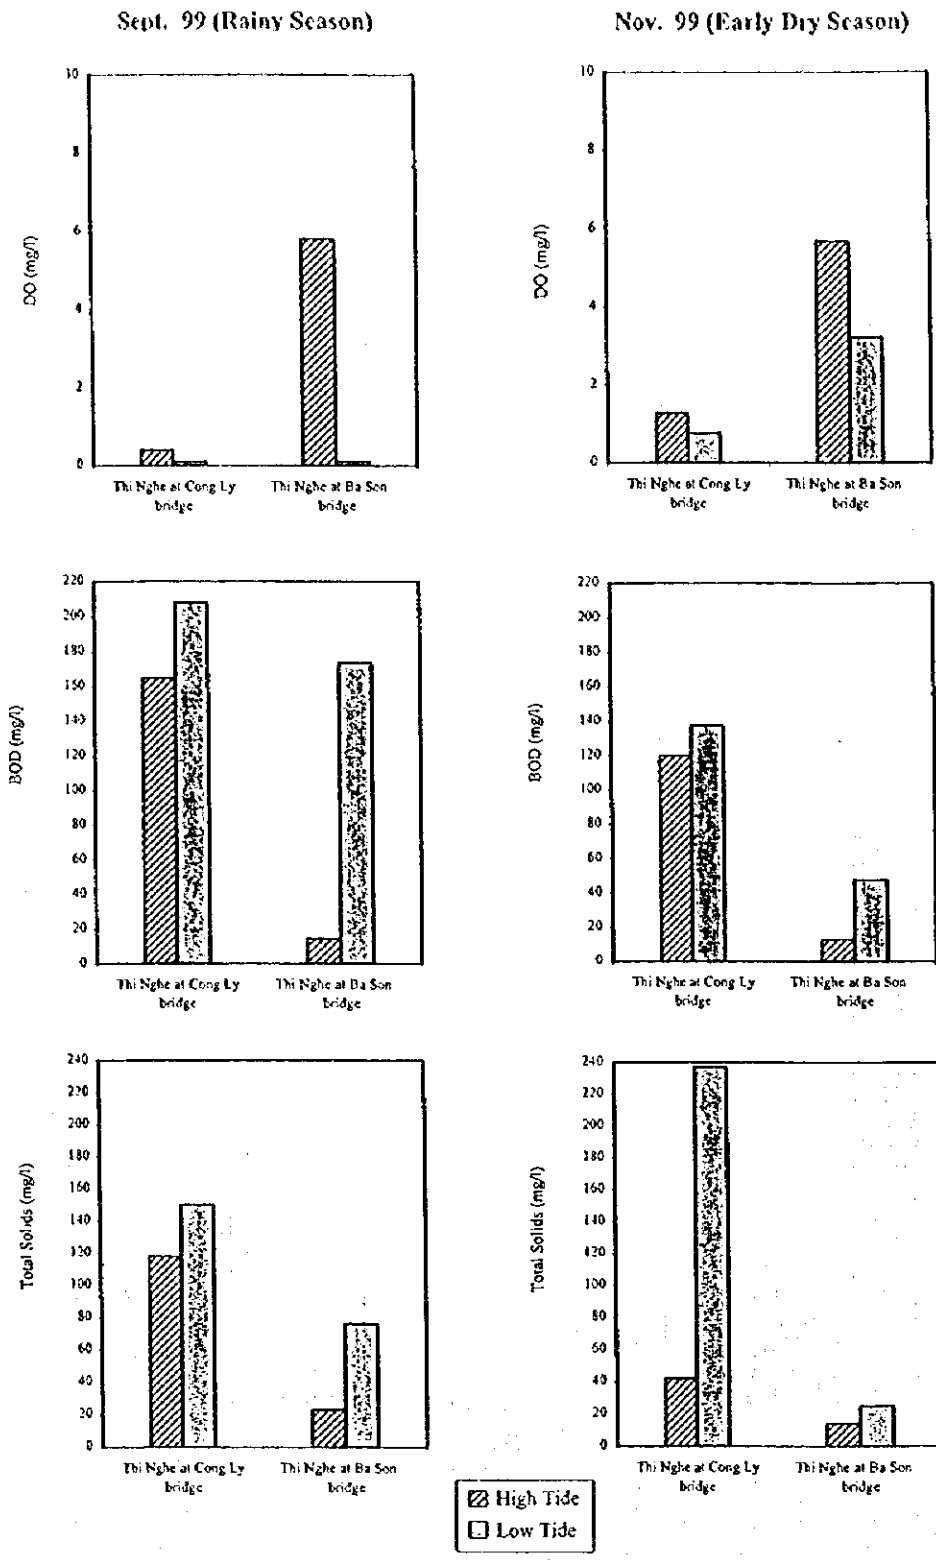 Sept. 99 (Rainy Season)
Nov. 99 (Early Dry Season)
DO (mg/l)
10
8
6
4
2
0
Thi Nghe at Cong Ly
bridge
Thi Nghe at Ba Son
bridge
DO (mg/l)
10
8
6
4
2
0
Thi Nghe at Cong Ly
bridge
Thi Nghe at Ba Son
bridge
BOD (mg/l)
220
200
180
160
140
120
100
80
60
40
20
0
Thi Nghe at Cong Ly
bridge
Thi Nghe at Ba Son
bridge
BOD (mg/l)
220
200
180
160
140
120
100
80
60
40
20
0
Thi Nghe at Cong Ly
bridge
Thi Nghe at Ba Son
bridge
Total Solids (mg/l)
240
220
200
180
160
140
120
100
80
60
40
20
0
Thi Nghe at Cong Ly
bridge
Thi Nghe at Ba Son
bridge
Total Solids (mg/l)
240
220
200
180
160
140
120
100
80
60
40
20
0
Thi Nghe at Cong Ly
bridge
Thi Nghe at Ba Son
bridge
High Tide
Low Tide